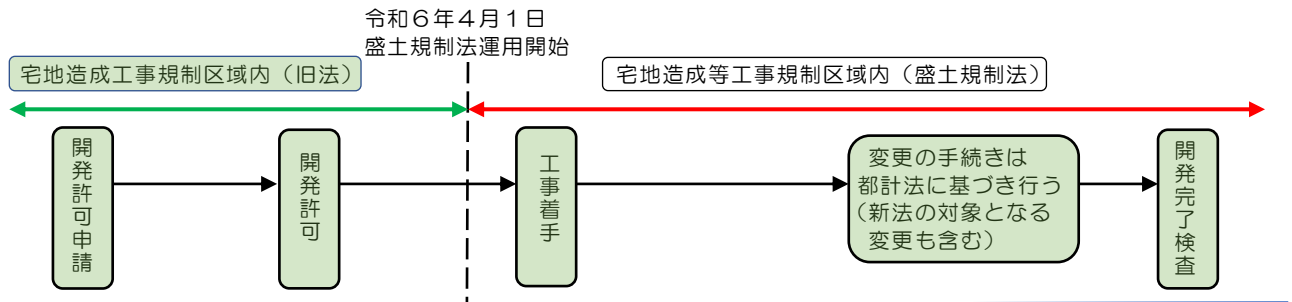 令和６年４月１日
盛土規制法運用開始
宅地造成工事規制区域内（旧法）
宅地造成等工事規制区域内（盛土規制法）
開発許可申請
開発許可
工事着手
変更の手続きは
都計法に基づき行う
（新法の対象となる
変更も含む）
開発完了検査